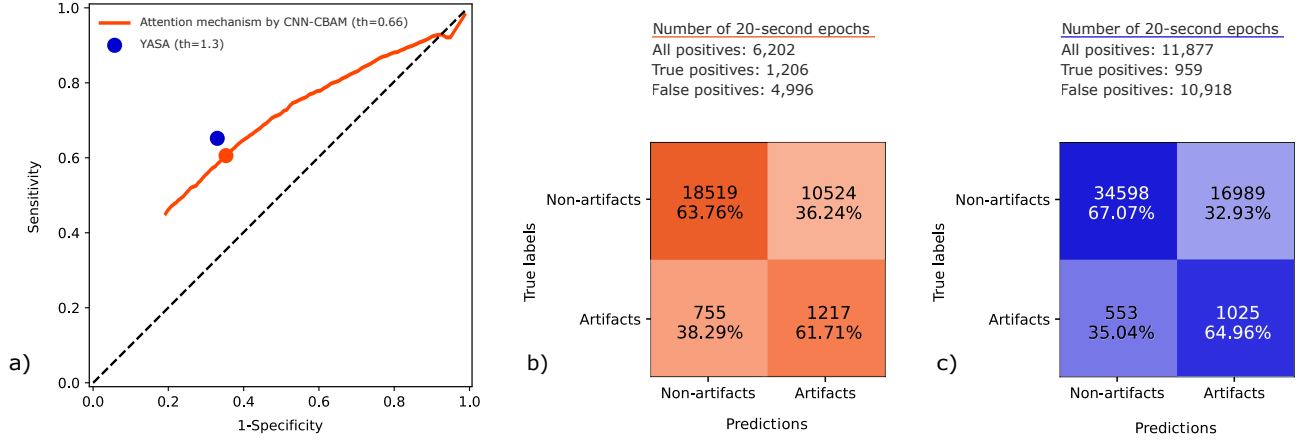 Attention mechanism by CNN-CBAM (th=0.66)
YASA (th=1.3)
1.0
0.8
0.6
0.4
0.2
0.0
Sensitivity
0.0 0.2 0.4 0.6 0.8 1.0
1-Specificity
a)
Number of 20-second epochs
All positives: 6,202
True positives: 1,206
False positives: 4,996
True labels
Non-artifacts
18519
63.76%
10524
36.24%
Artifacts
755
38.29%
1217
61.71%
Non-artifacts Artifacts
Predictions
b)
Number of 20-second epochs
All positives: 11,877
True positives: 959
False positives: 10,918
True labels
Non-artifacts
34598
67.07%
16989
32.93%
Artifacts
553
35.04%
1025
64.96%
Non-artifacts Artifacts
Predictions
c)